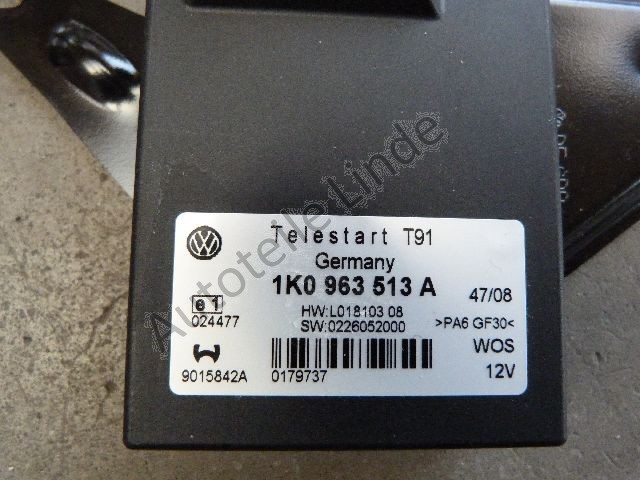 Telestart T91
Germany
1K0 963 513 A
47/08
e1
024477
HW:L018103 08
SW:0226052000
>PA6 GF30<
WOS
12V
9015842A
0179737
Autoteile Linde